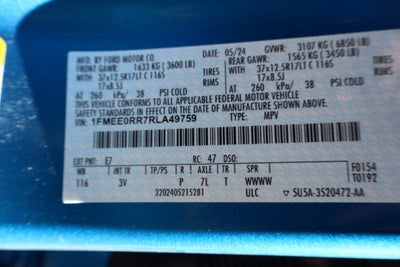 MFD. BY FORD MOTOR CO. 05/24 GVWR: 3107 KG (6850 LB)
FRONT GAWR: 1633 KG (3600 LB) REAR GAWR: 1565 KG (3450 LB)
WITH 37x12.5R17LT C 116S TIRES WITH 37x12.5R17LT C 116S TIRES
17x8.5J RIMS 17x8.5J RIMS
AT 260 kPa/ 38 PSI COLD AT 260 kPa/ 38 PSI COLD
THIS VEHICLE CONFORMS TO ALL APPLICABLE FEDERAL MOTOR VEHICLE
SAFETY STANDARDS IN EFFECT ON THE DATE OF MANUFACTURE SHOWN ABOVE.
VIN: 1FMEE0RR7RLA49759 TYPE: MPV
F0154
T0192
EXT PNT: E7 RC: 47 DSO:
WB INT TR TP/PS R AXLE TR SPR
116 3V P 7L T WWWW
3202405215281 ULC 5U5A-3520472-AA